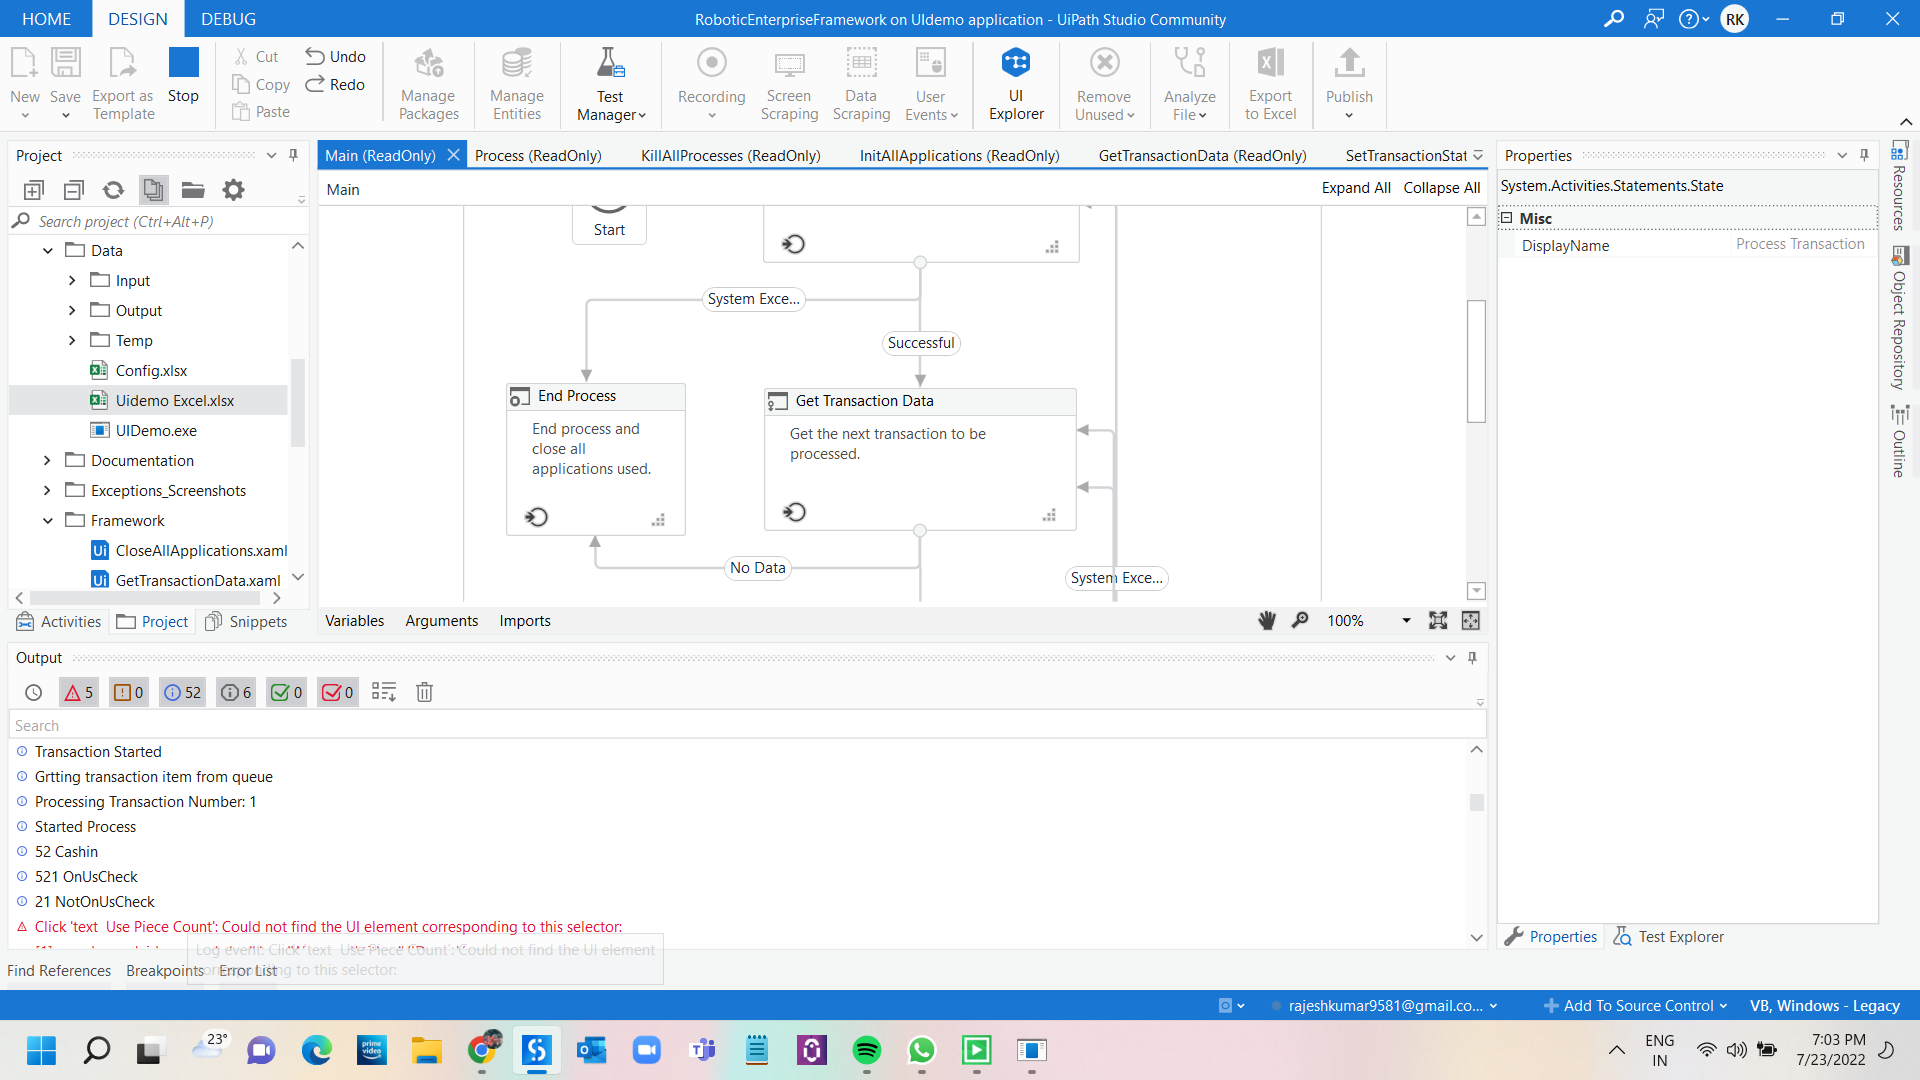 HOME
DESIGN
DEBUG
RoboticEnterpriseFramework on UIdemo application - UiPath Studio Community
RK
New
Save
Export as Template
Stop
Cut
Copy
Paste
Undo
Redo
Manage Packages
Manage Entities
Test Manager
Recording
Screen Scraping
Data Scraping
User Events
UI Explorer
Remove Unused
Analyze File
Export to Excel
Publish
Project
Search project (Ctrl+Alt+P)
Data
Input
Output
Temp
Config.xlsx
Uidemo Excel.xlsx
UIDemo.exe
Documentation
Exceptions_Screenshots
Framework
CloseAllApplications.xaml
GetTransactionData.xaml
Activities
Project
Snippets
Main (ReadOnly)
Process (ReadOnly)
KillAllProcesses (ReadOnly)
InitAllApplications (ReadOnly)
GetTransactionData (ReadOnly)
SetTransactionStat
Main
Expand All
Collapse All
Start
System Exce...
Successful
End Process
End process and
close all
applications used.
Get Transaction Data
Get the next transaction to be
processed.
No Data
System Exce...
Variables
Arguments
Imports
100%
Properties
System.Activities.Statements.State
Misc
DisplayName
Process Transaction
Resources
Object Repository
Outline
Properties
Test Explorer
Output
5
0
52
6
0
0
Search
Transaction Started
Grtting transaction item from queue
Processing Transaction Number: 1
Started Process
52 Cashin
521 OnUsCheck
21 NotOnUsCheck
Click 'text  Use Piece Count': Could not find the UI element corresponding to this selector:
Log event: Click 'text  Use Piece Count': Could not find the UI element
corresponding to this selector:
Find References
Breakpoints
Error List
rajeshkumar9581@gmail.co...
Add To Source Control
VB, Windows - Legacy
23°
prime video
ENG
IN
7:03 PM
7/23/2022